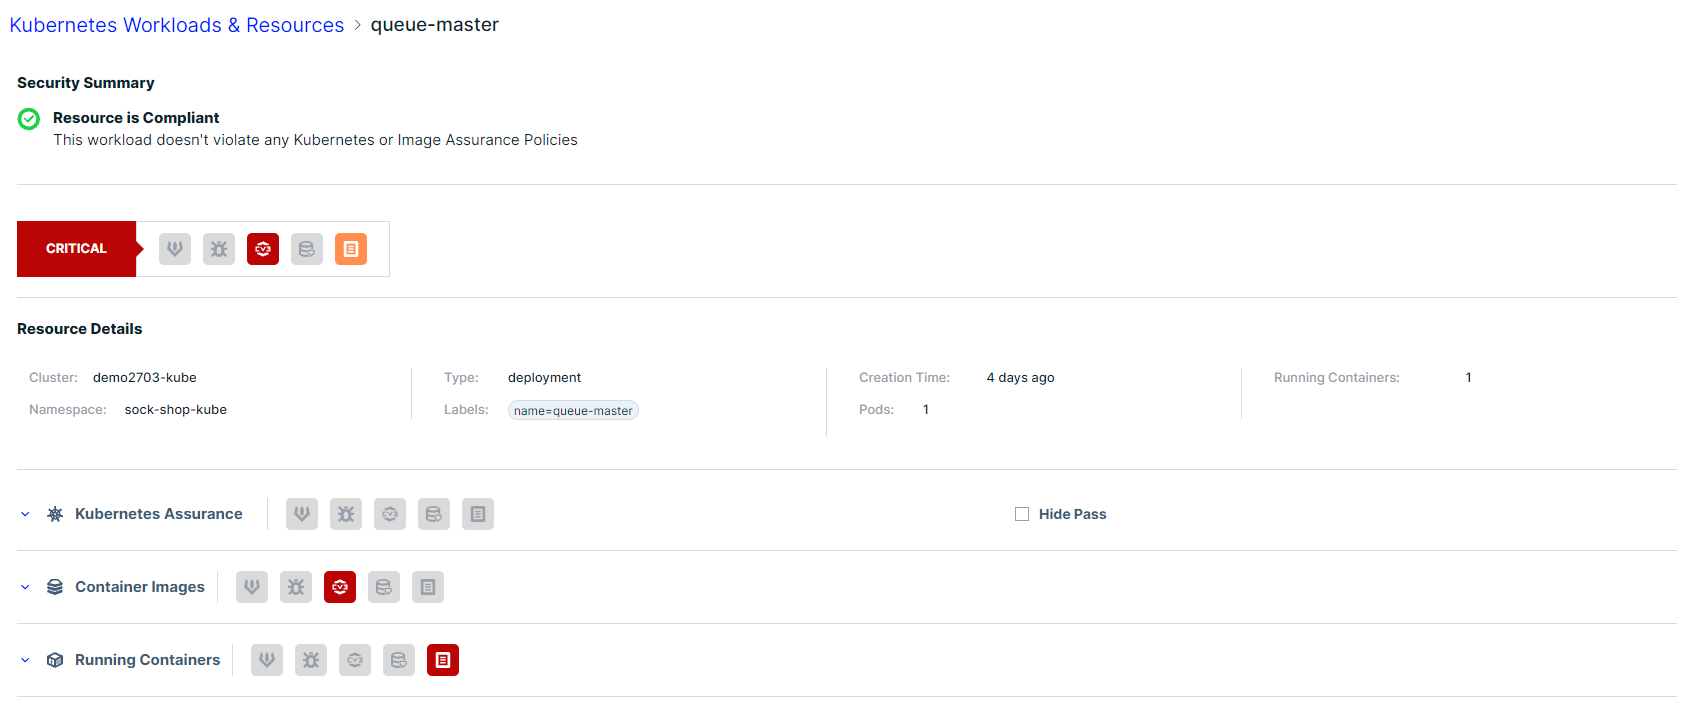 Kubernetes Workloads & Resources > queue-master
Security Summary
Resource is Compliant
This workload doesn't violate any Kubernetes or Image Assurance Policies
CRITICAL
Resource Details
Cluster: demo2703-kube
Namespace: sock-shop-kube
Type: deployment
Labels: name=queue-master
Creation Time: 4 days ago
Pods: 1
Running Containers: 1
Kubernetes Assurance
Hide Pass
Container Images
Running Containers